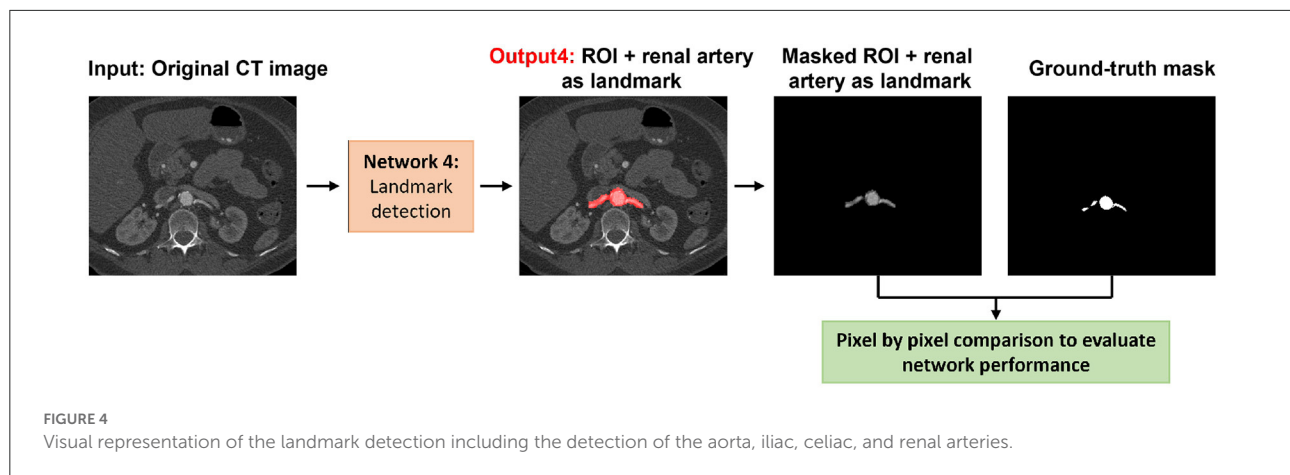 Input: Original CT image
Network 4:
Landmark
detection
Output4: ROI + renal artery
as landmark
Masked ROI + renal
artery as landmark
Ground-truth mask
Pixel by pixel comparison to evaluate
network performance
FIGURE 4
Visual representation of the landmark detection including the detection of the aorta, iliac, celiac, and renal arteries.